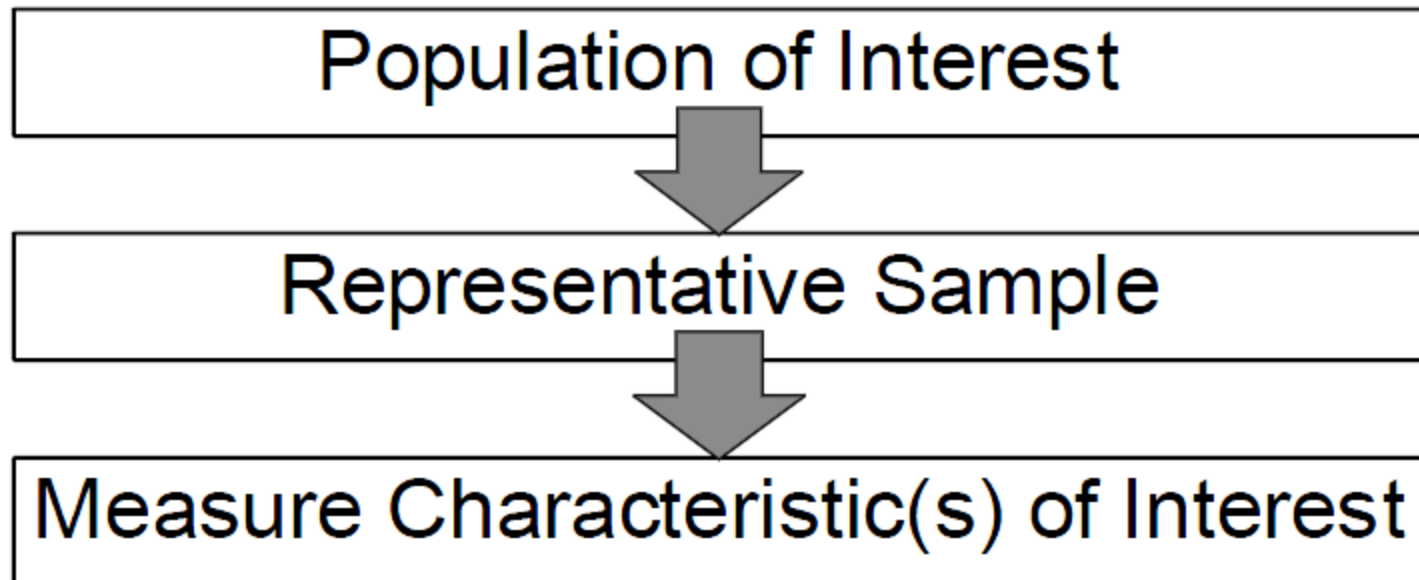 Population of Interest
Representative Sample
Measure Characteristic(s) of Interest